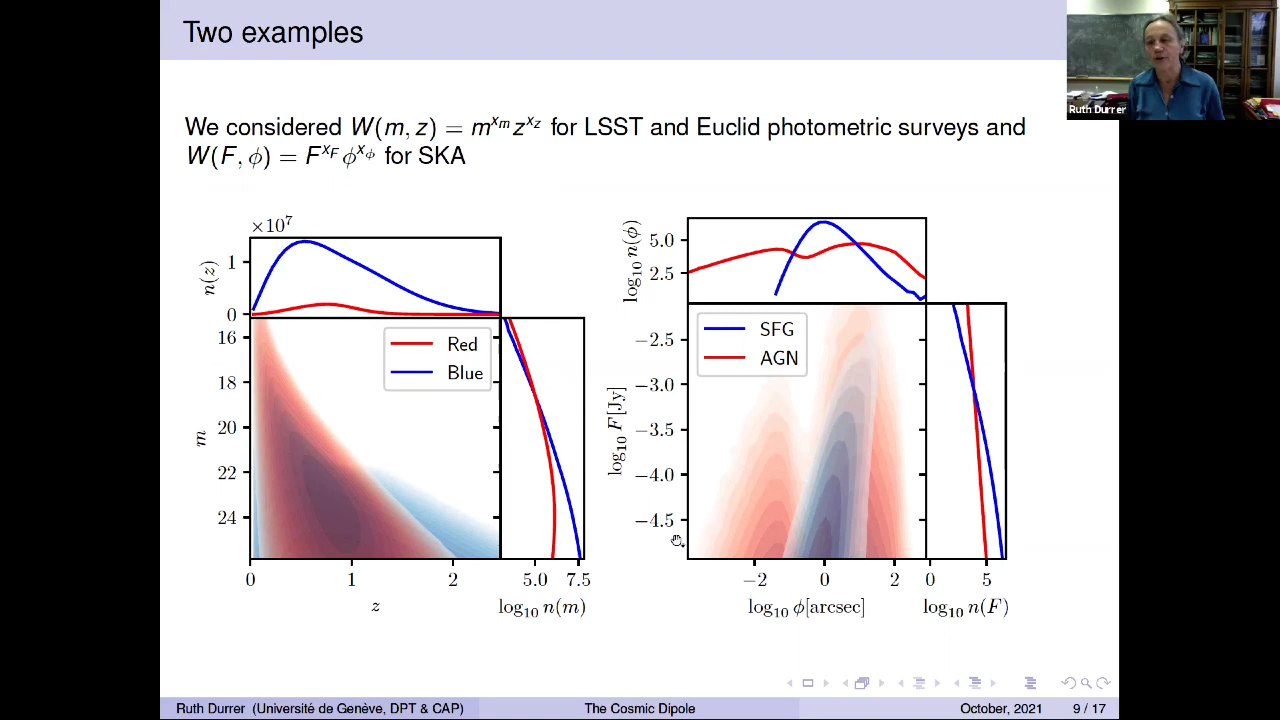 Two examples
Ruth Durrer
We considered W(m, z) = m^{x_m} z^{x_z} for LSST and Euclid photometric surveys and
W(F, ϕ) = F^{x_F} ϕ^{x_ϕ} for SKA
×10⁷
n(z)
1
0
m
16
18
20
22
24
Red
Blue
0 1 2
z
5.0 7.5
log₁₀ n(m)
log₁₀ n(ϕ)
5.0
2.5
log₁₀ F[Jy]
−2.5
−3.0
−3.5
−4.0
−4.5
SFG
AGN
−2 0 2
log₁₀ ϕ[arcsec]
0 5
log₁₀ n(F)
Ruth Durrer (Université de Genève, DPT & CAP) The Cosmic Dipole October, 2021 9 / 17